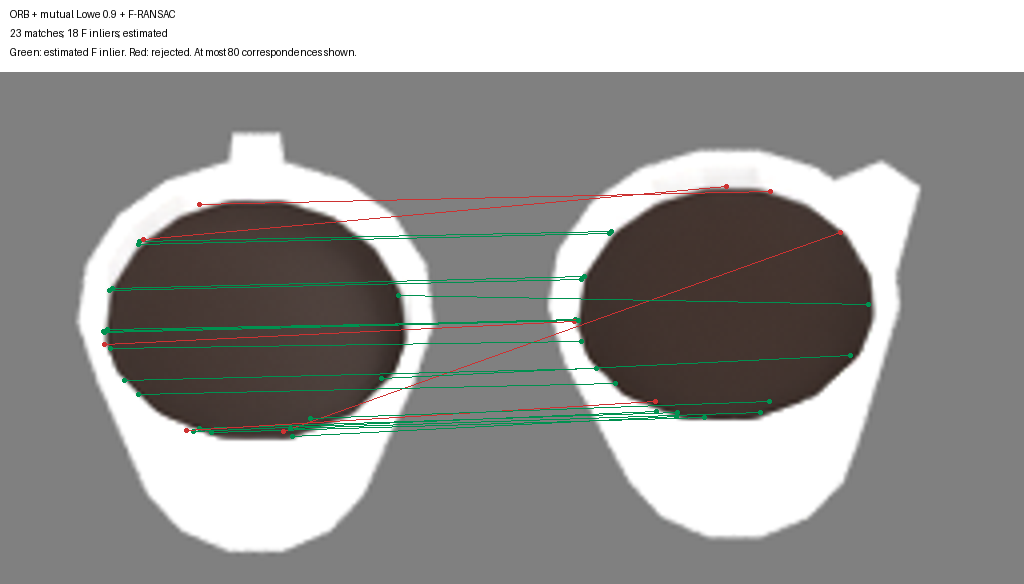 ORB + mutual Lowe 0.9 + F-RANSAC
23 matches; 18 F inliers; estimated
Green: estimated F inlier. Red: rejected. At most 80 correspondences shown.